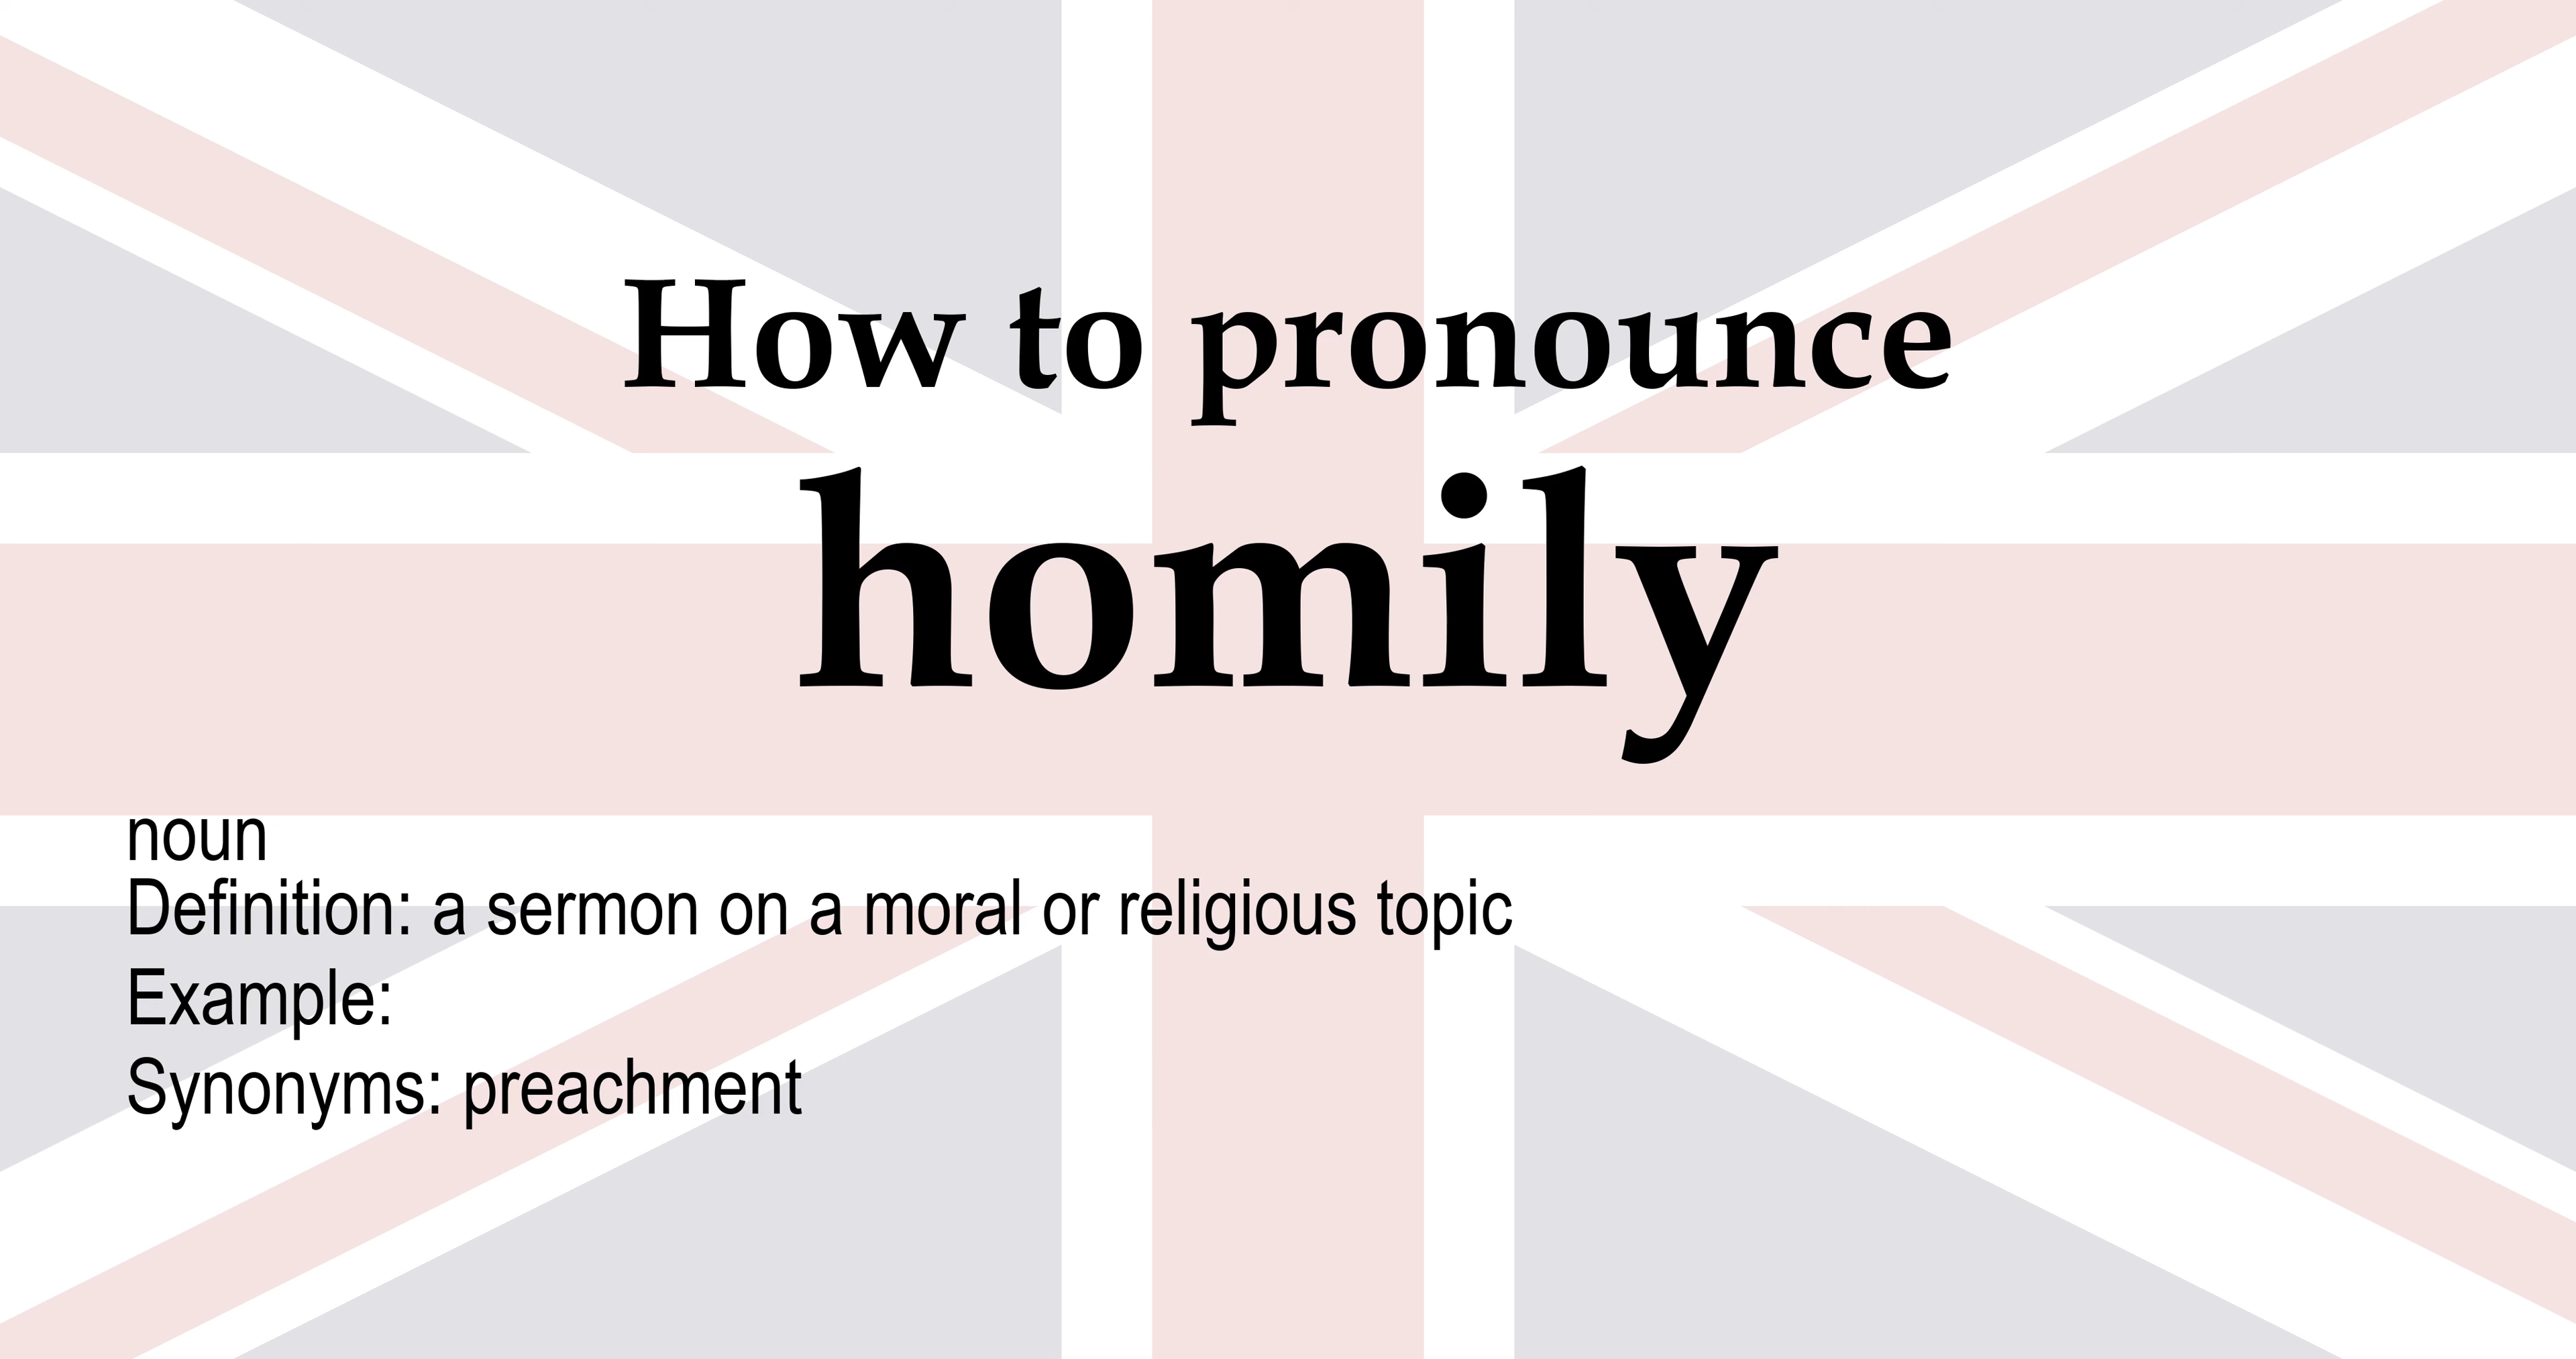 How to pronounce
homily
noun
Definition: a sermon on a moral or religious topic
Example:
Synonyms: preachment